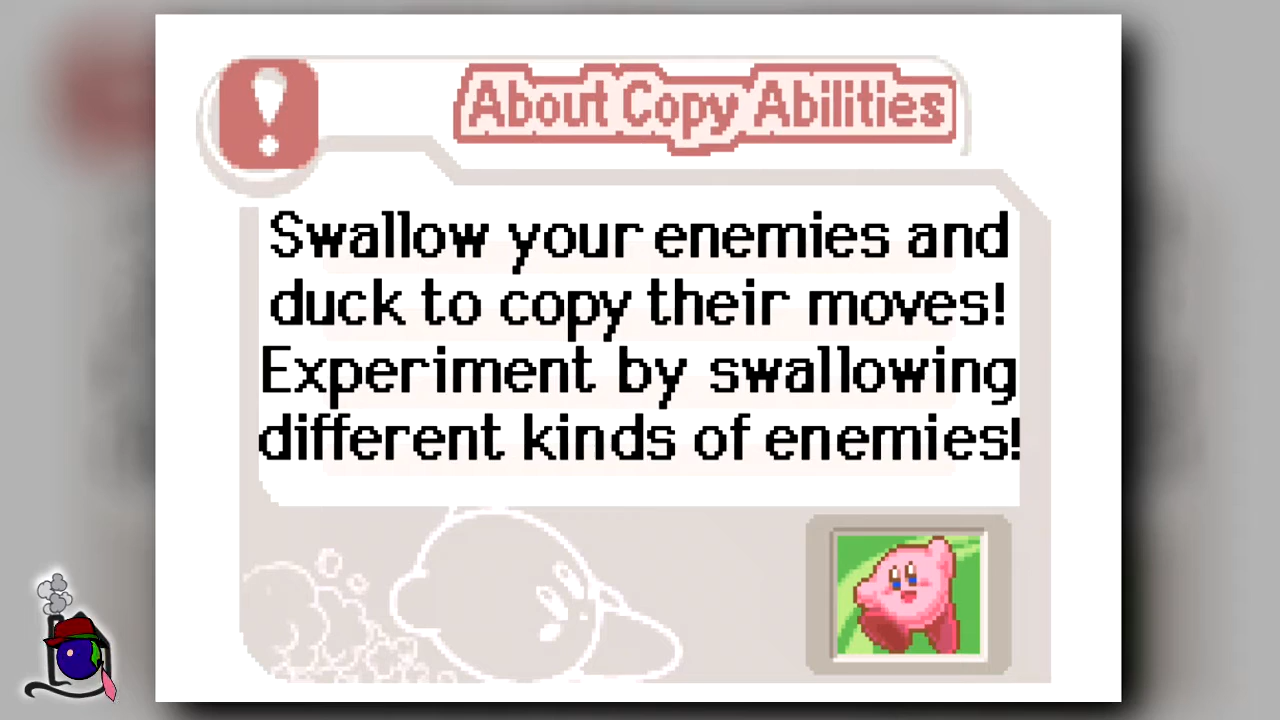 About Copy Abilities
Swallow your enemies and
duck to copy their moves!
Experiment by swallowing
different kinds of enemies!